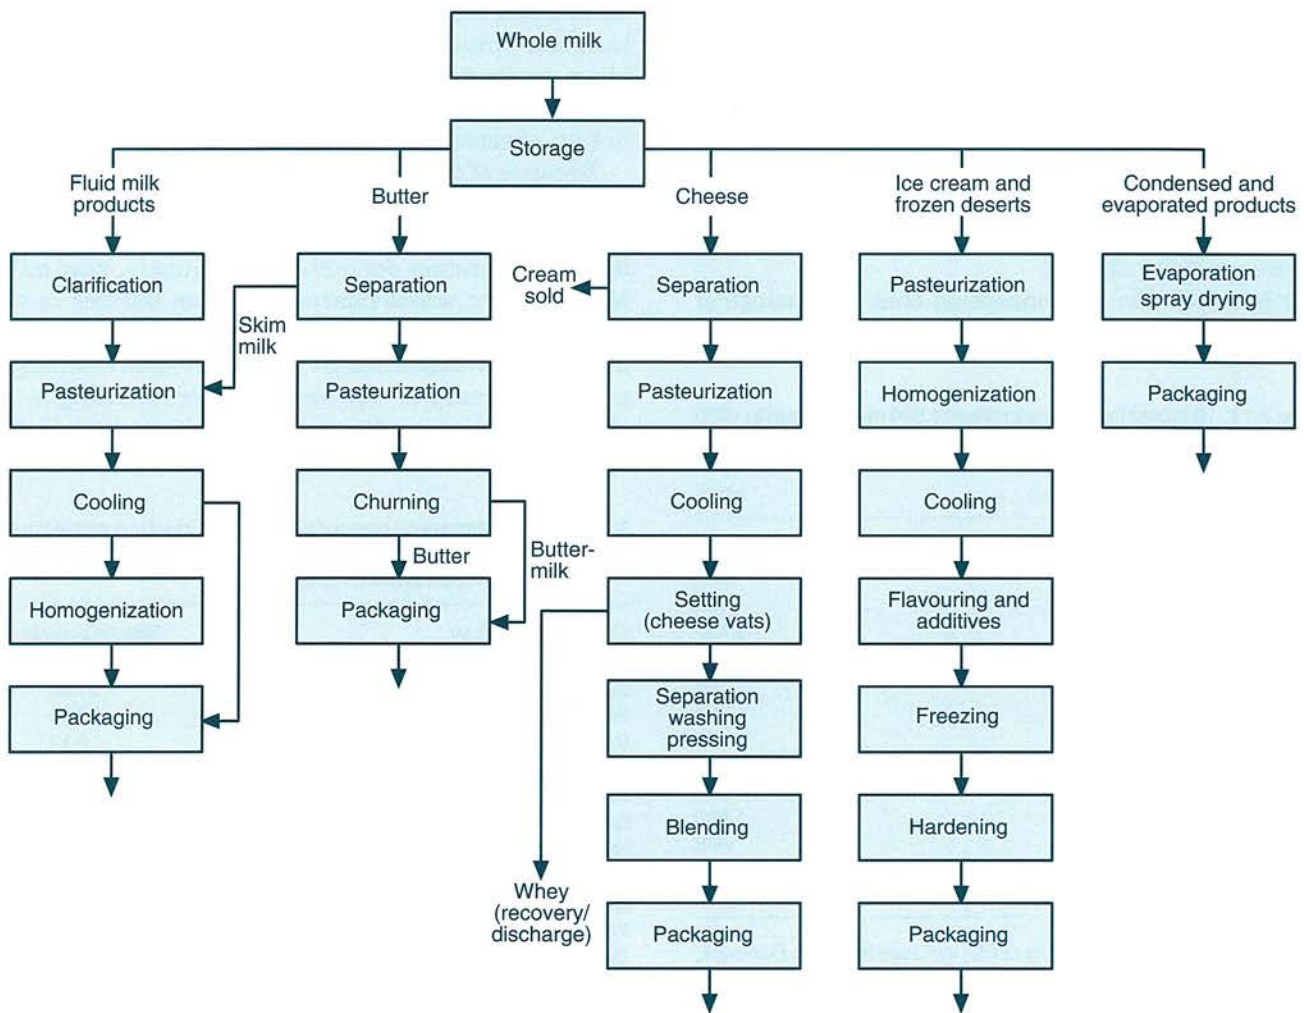 Whole milk
Storage
Fluid milk
products
Butter
Cheese
Ice cream and
frozen deserts
Condensed and
evaporated products
Clarification
Separation
Cream
sold
Separation
Pasteurization
Evaporation
spray drying
Skim
milk
Pasteurization
Pasteurization
Pasteurization
Homogenization
Packaging
Cooling
Churning
Cooling
Cooling
Butter
Butter-
milk
Homogenization
Packaging
Setting
(cheese vats)
Flavouring and
additives
Packaging
Separation
washing
pressing
Freezing
Blending
Hardening
Whey
(recovery/
discharge)
Packaging
Packaging